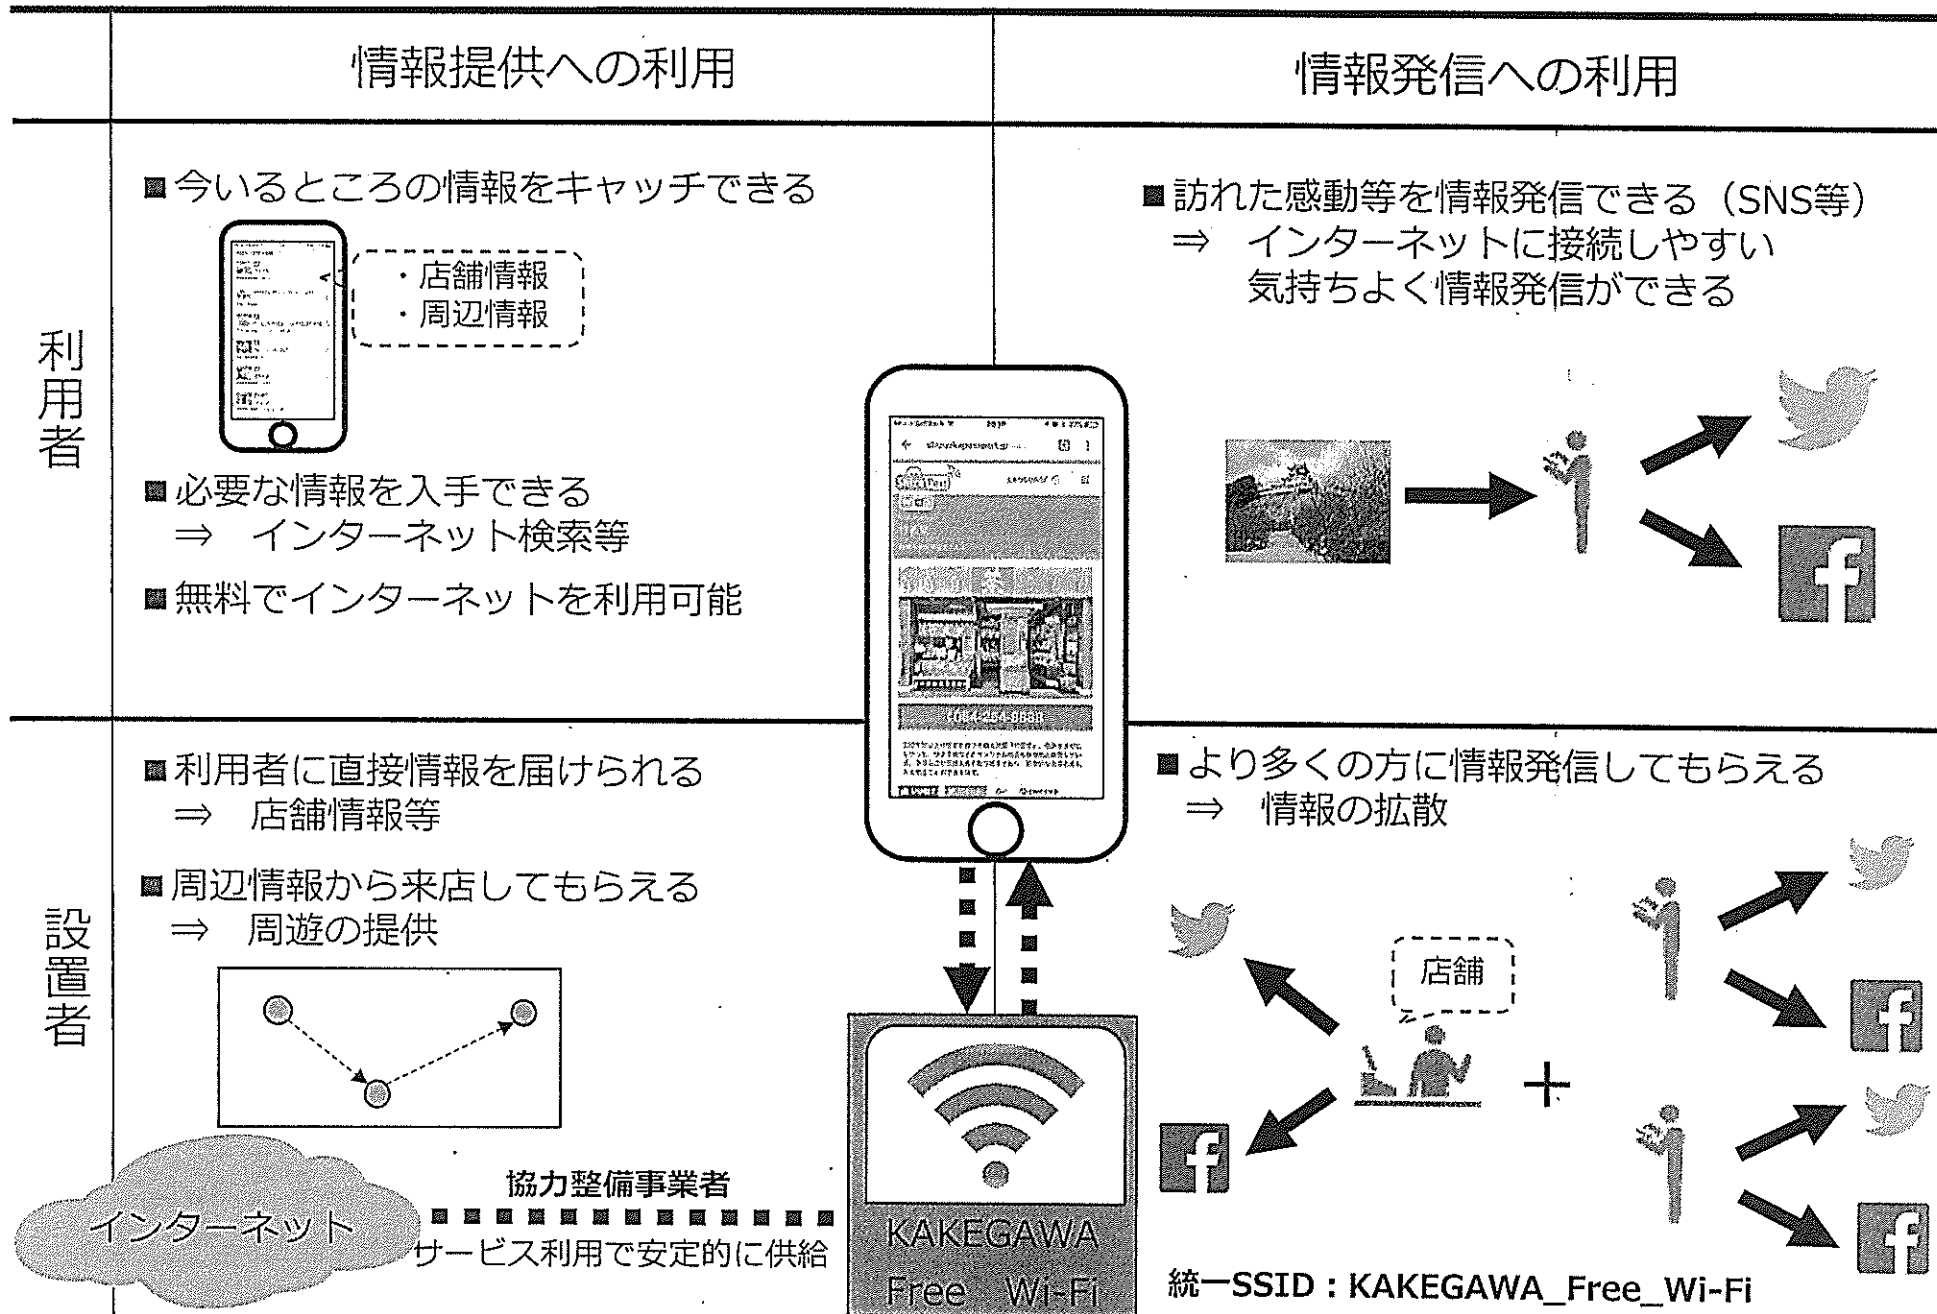 情報提供への利用
情報発信への利用
利用者
■今いるところの情報をキャッチできる
・店舗情報
・周辺情報
■必要な情報を入手できる
⇒ インターネット検索等
■無料でインターネットを利用可能
■訪れた感動等を情報発信できる（SNS等）
⇒ インターネットに接続しやすい
気持ちよく情報発信ができる
設置者
■利用者に直接情報を届けられる
⇒ 店舗情報等
■周辺情報から来店してもらえる
⇒ 周遊の提供
■より多くの方に情報発信してもらえる
⇒ 情報の拡散
店舗
+
インターネット
協力整備事業者
サービス利用で安定的に供給
KAKEGAWA
Free Wi-Fi
統一SSID：KAKEGAWA_Free_Wi-Fi